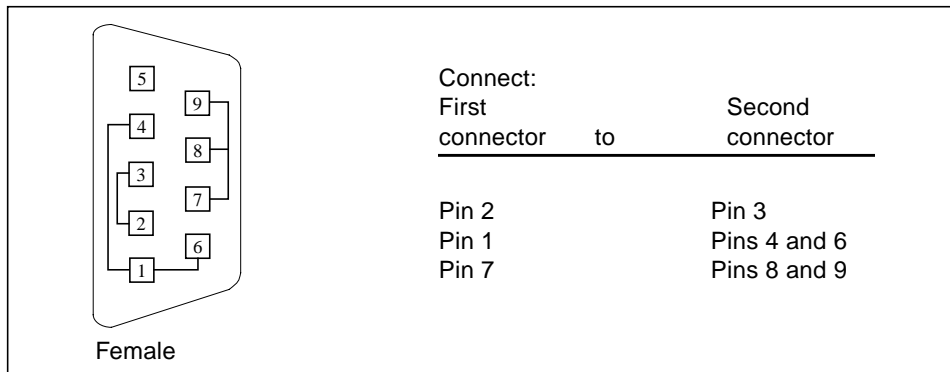 5
9
4
8
3
7
2
6
1
Female
Connect:
First Second
connector to connector
Pin 2 Pin 3
Pin 1 Pins 4 and 6
Pin 7 Pins 8 and 9